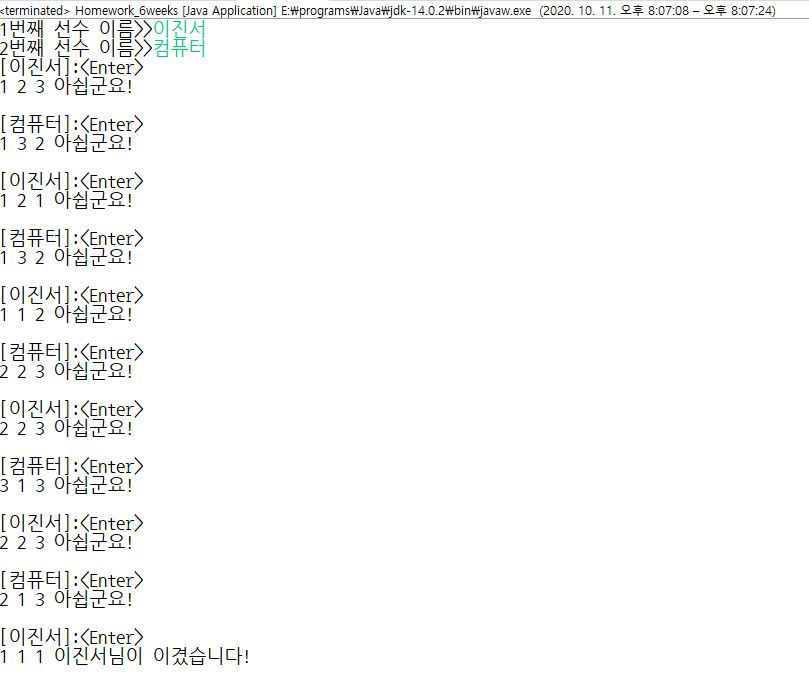 <terminated> Homework_6weeks [Java Application] E:₩programs₩Java₩jdk-14.0.2₩bin₩javaw.exe (2020. 10. 11. 오후 8:07:08 – 오후 8:07:24)
1번째 선수 이름>>이진서
2번째 선수 이름>>컴퓨터
[이진서]:<Enter>
1 2 3 아쉽군요!
[컴퓨터]:<Enter>
1 3 2 아쉽군요!
[이진서]:<Enter>
1 2 1 아쉽군요!
[컴퓨터]:<Enter>
1 3 2 아쉽군요!
[이진서]:<Enter>
1 1 2 아쉽군요!
[컴퓨터]:<Enter>
2 2 3 아쉽군요!
[이진서]:<Enter>
2 2 3 아쉽군요!
[컴퓨터]:<Enter>
3 1 3 아쉽군요!
[이진서]:<Enter>
2 2 3 아쉽군요!
[컴퓨터]:<Enter>
2 1 3 아쉽군요!
[이진서]:<Enter>
1 1 1 이진서님이 이겼습니다!